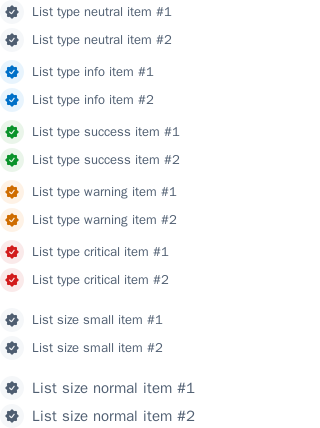 List type neutral item #1
List type neutral item #2
List type info item #1
List type info item #2
List type success item #1
List type success item #2
List type warning item #1
List type warning item #2
List type critical item #1
List type critical item #2
List size small item #1
List size small item #2
List size normal item #1
List size normal item #2